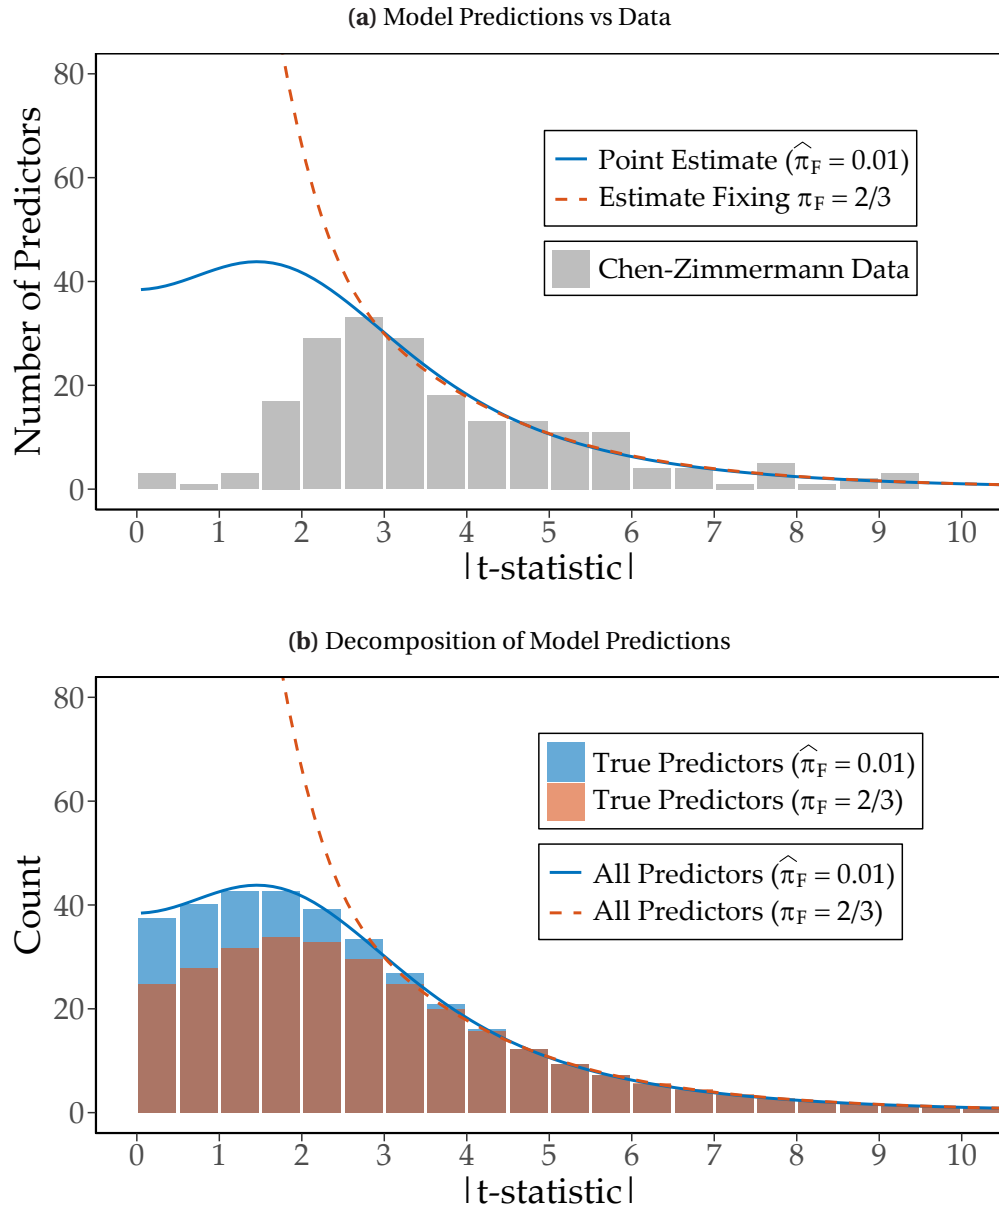 (a) Model Predictions vs Data
Number of Predictors
80
60
40
20
0
Point Estimate (π̂F = 0.01)
Estimate Fixing πF = 2/3
Chen-Zimmermann Data
0 1 2 3 4 5 6 7 8 9 10
|t-statistic|
(b) Decomposition of Model Predictions
Count
80
60
40
20
0
True Predictors (π̂F = 0.01)
True Predictors (πF = 2/3)
All Predictors (π̂F = 0.01)
All Predictors (πF = 2/3)
0 1 2 3 4 5 6 7 8 9 10
|t-statistic|